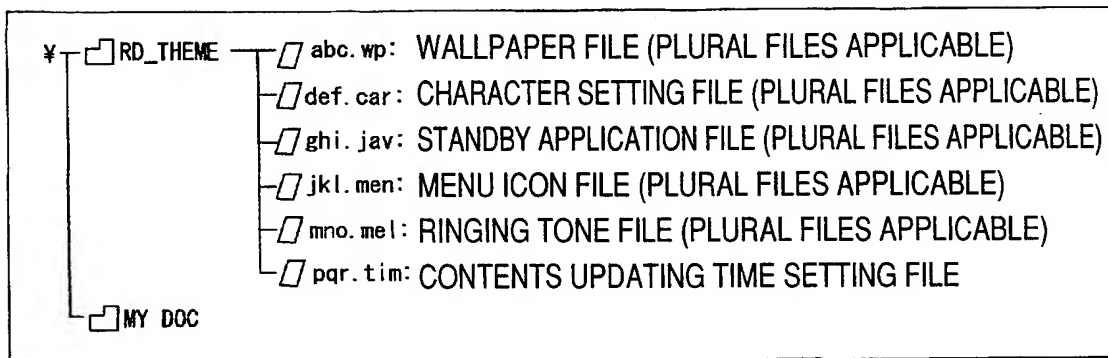 ¥ RD_THEME abc.wp: WALLPAPER FILE (PLURAL FILES APPLICABLE)
def.car: CHARACTER SETTING FILE (PLURAL FILES APPLICABLE)
ghi.jav: STANDBY APPLICATION FILE (PLURAL FILES APPLICABLE)
jkl.men: MENU ICON FILE (PLURAL FILES APPLICABLE)
mno.mel: RINGING TONE FILE (PLURAL FILES APPLICABLE)
pqr.tim: CONTENTS UPDATING TIME SETTING FILE
MY DOC